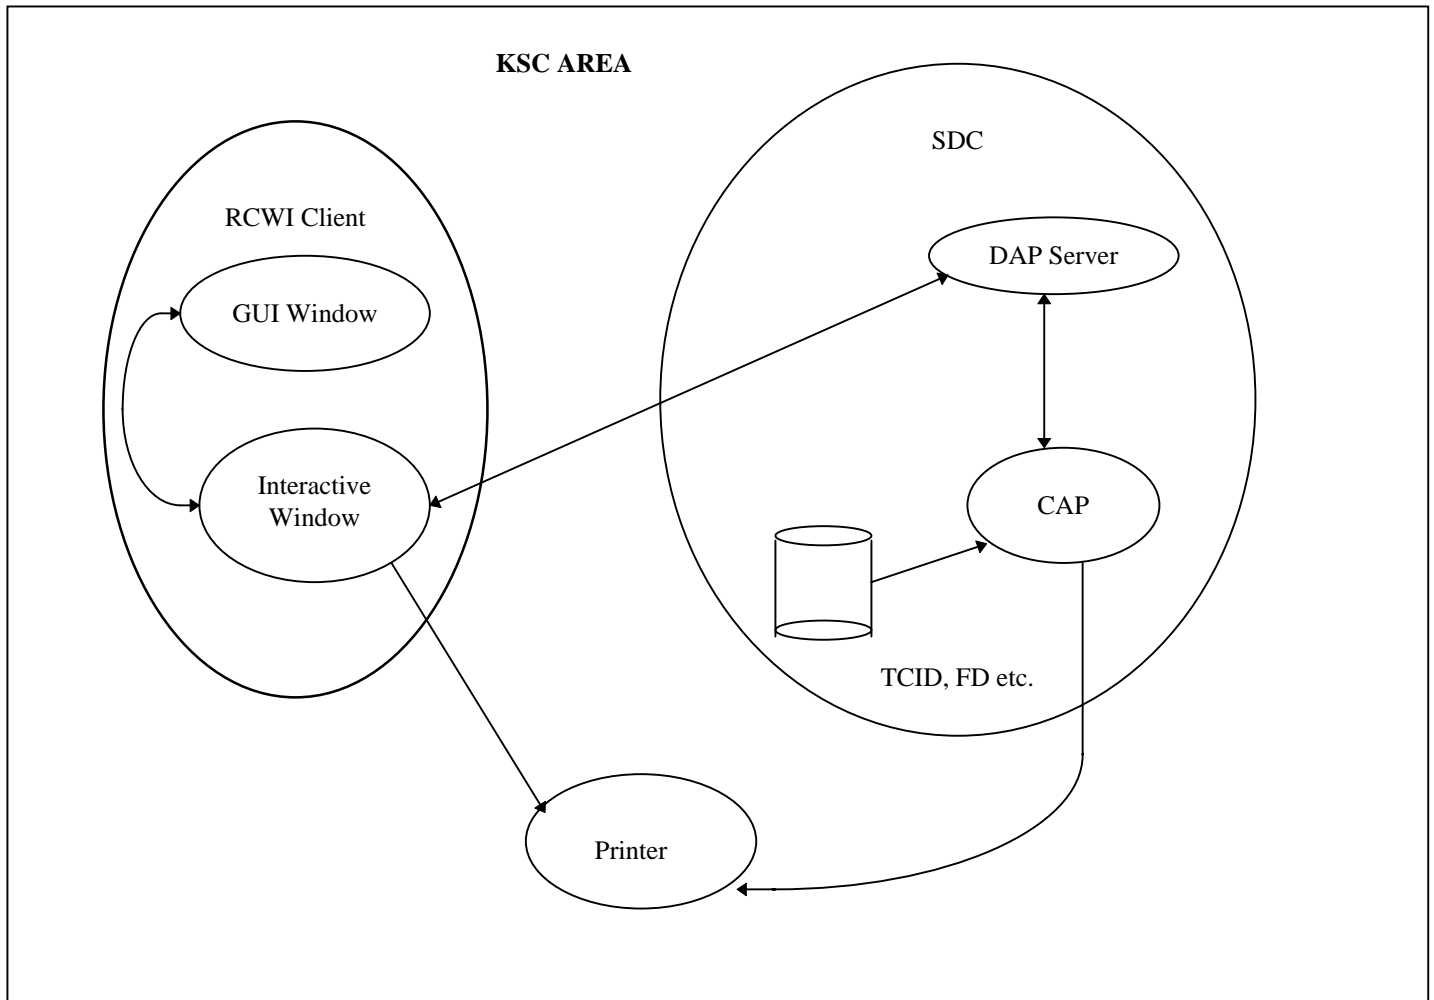 KSC AREA
SDC
RCWI Client
DAP Server
GUI Window
Interactive
Window
CAP
TCID, FD etc.
Printer